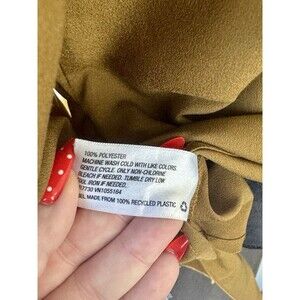 100% POLYESTER
MACHINE WASH COLD WITH LIKE COLORS.
GENTLE CYCLE. ONLY NON-CHLORINE
BLEACH IF NEEDED. TUMBLE DRY LOW.
IRON IF NEEDED.
VN1055164
MADE FROM 100% RECYCLED PLASTIC